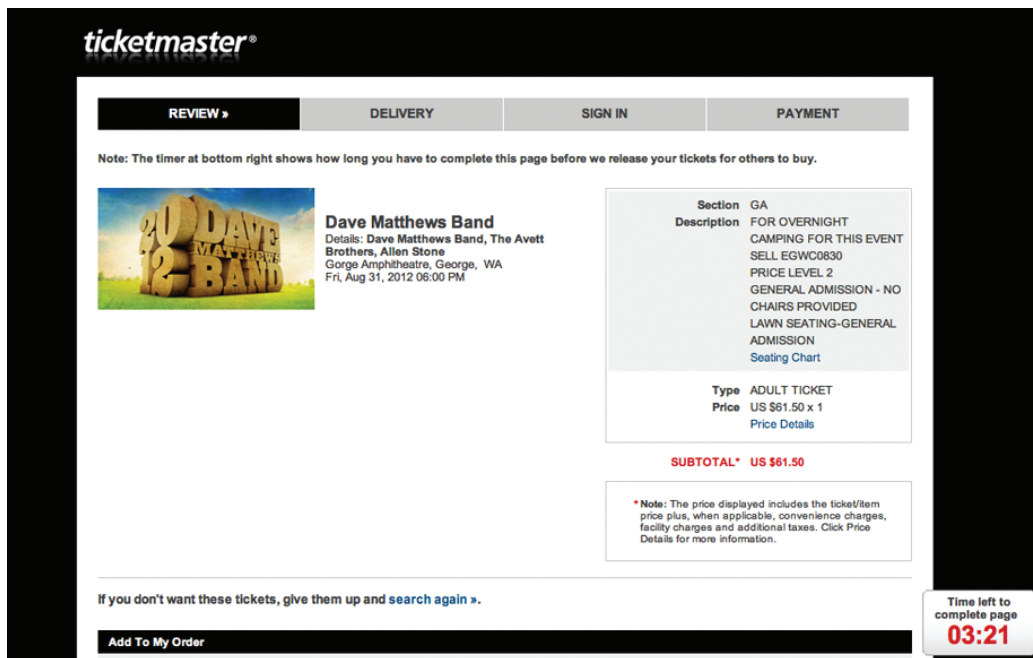 ticketmaster®
REVIEW »
DELIVERY
SIGN IN
PAYMENT
Note: The timer at bottom right shows how long you have to complete this page before we release your tickets for others to buy.
20 DAVE
MATTHEWS
12 BAND
Dave Matthews Band
Details: Dave Matthews Band, The Avett
Brothers, Allen Stone
Gorge Amphitheatre, George, WA
Fri, Aug 31, 2012 06:00 PM
Section GA
Description FOR OVERNIGHT
CAMPING FOR THIS EVENT
SELL EGWC0830
PRICE LEVEL 2
GENERAL ADMISSION - NO
CHAIRS PROVIDED
LAWN SEATING-GENERAL
ADMISSION
Seating Chart
Type ADULT TICKET
Price US $61.50 x 1
Price Details
SUBTOTAL* US $61.50
* Note: The price displayed includes the ticket/item
price plus, when applicable, convenience charges,
facility charges and additional taxes. Click Price
Details for more information.
If you don't want these tickets, give them up and search again ».
Add To My Order
Time left to
complete page
03:21